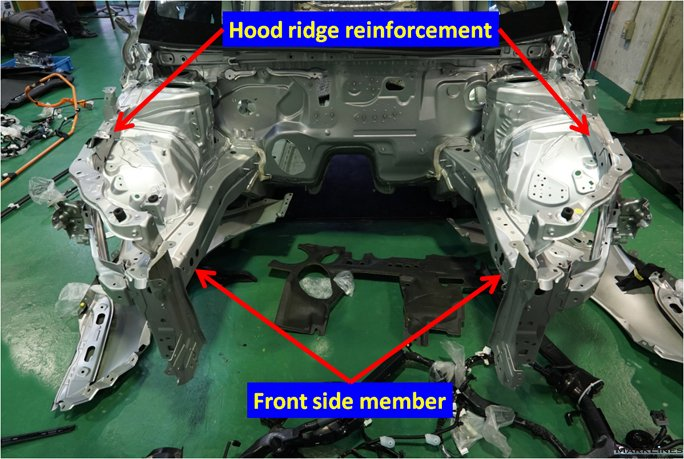 Hood ridge reinforcement
Front side member